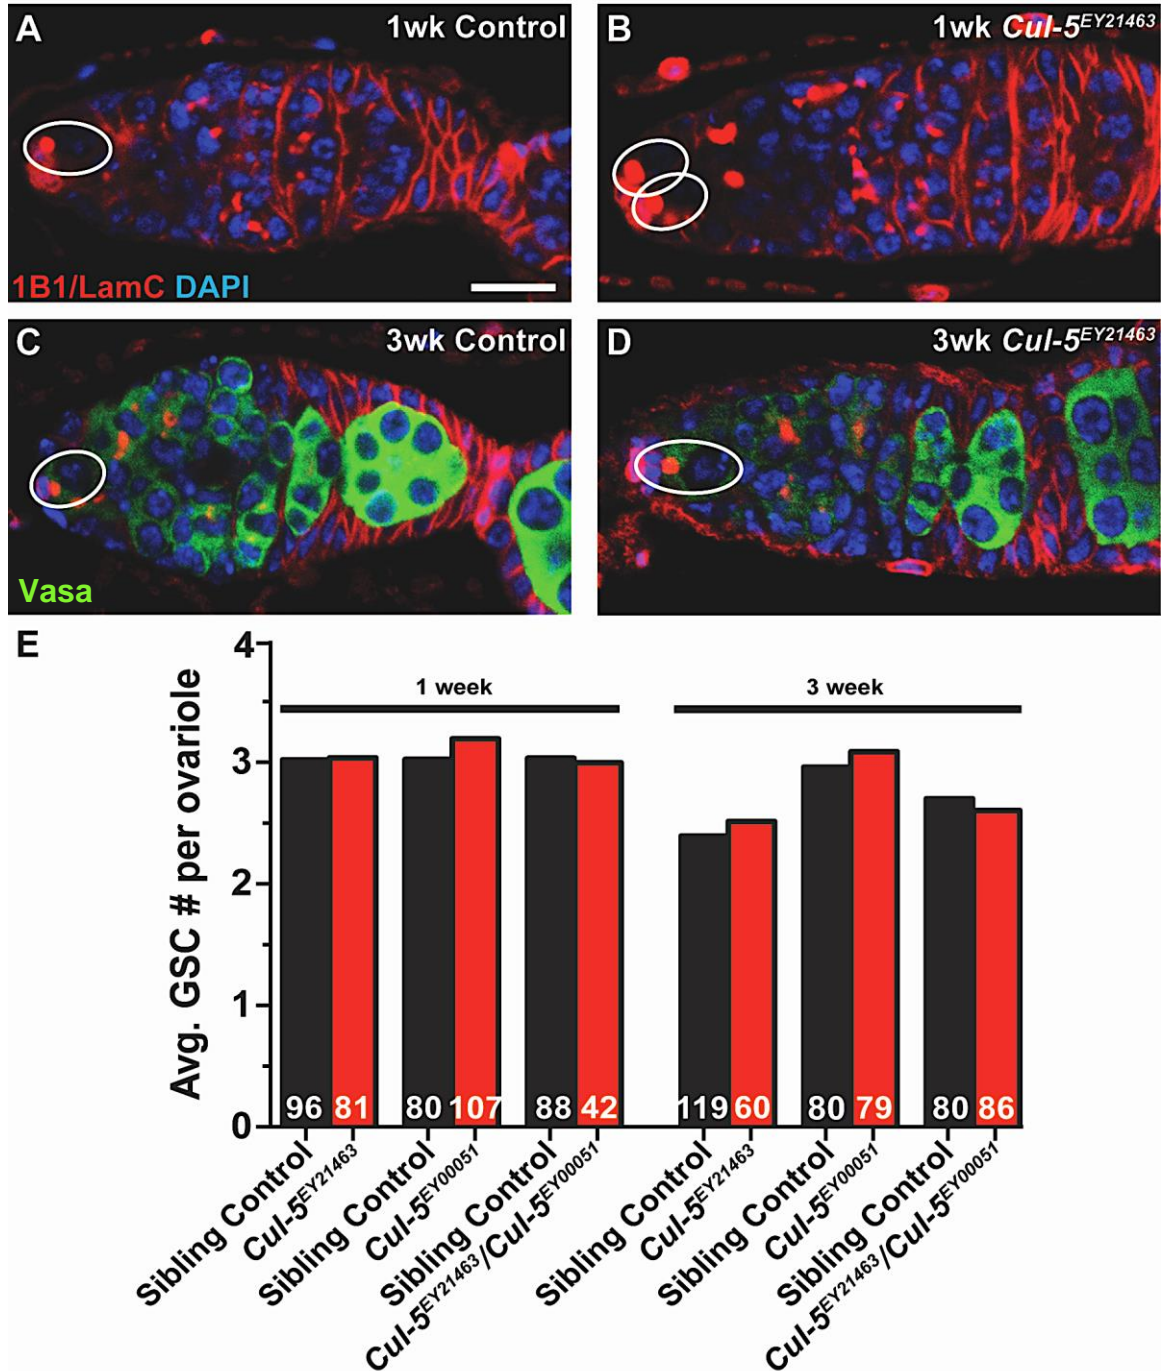 A
1wk Control
B
1wk Cul-5EY21463
1B1/LamC DAPI
C
3wk Control
D
3wk Cul-5EY21463
Vasa
E
Avg. GSC # per ovariole
4
3
2
1
0
1 week
3 week
96 81 80 107 88 42 119 60 80 79 80 86
Sibling Control
Cul-5EY21463
Sibling Control
Cul-5EY00051
Sibling Control
Cul-5EY21463/Cul-5EY00051
Sibling Control
Cul-5EY21463
Sibling Control
Cul-5EY00051
Sibling Control
Cul-5EY21463/Cul-5EY00051